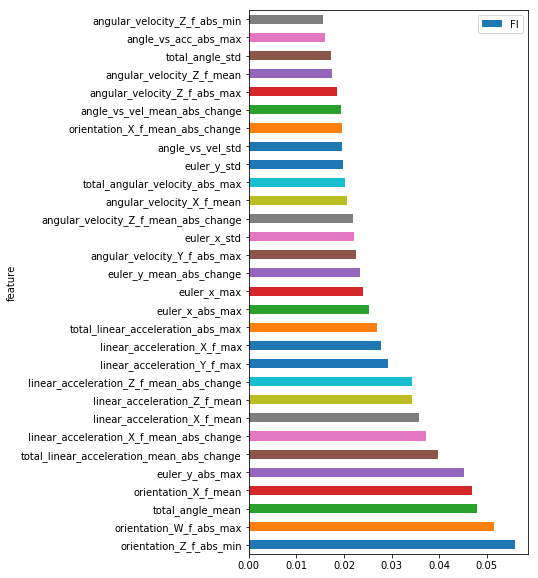 FI
angular_velocity_Z_f_abs_min
angle_vs_acc_abs_max
total_angle_std
angular_velocity_Z_f_mean
angular_velocity_Z_f_abs_max
angle_vs_vel_mean_abs_change
orientation_X_f_mean_abs_change
angle_vs_vel_std
euler_y_std
total_angular_velocity_abs_max
angular_velocity_X_f_mean
angular_velocity_Z_f_mean_abs_change
euler_x_std
angular_velocity_Y_f_abs_max
euler_y_mean_abs_change
euler_x_max
euler_x_abs_max
total_linear_acceleration_abs_max
linear_acceleration_X_f_max
linear_acceleration_Y_f_max
linear_acceleration_Z_f_mean_abs_change
linear_acceleration_Z_f_mean
linear_acceleration_X_f_mean
linear_acceleration_X_f_mean_abs_change
total_linear_acceleration_mean_abs_change
euler_y_abs_max
orientation_X_f_mean
total_angle_mean
orientation_W_f_abs_max
orientation_Z_f_abs_min
feature
0.00 0.01 0.02 0.03 0.04 0.05